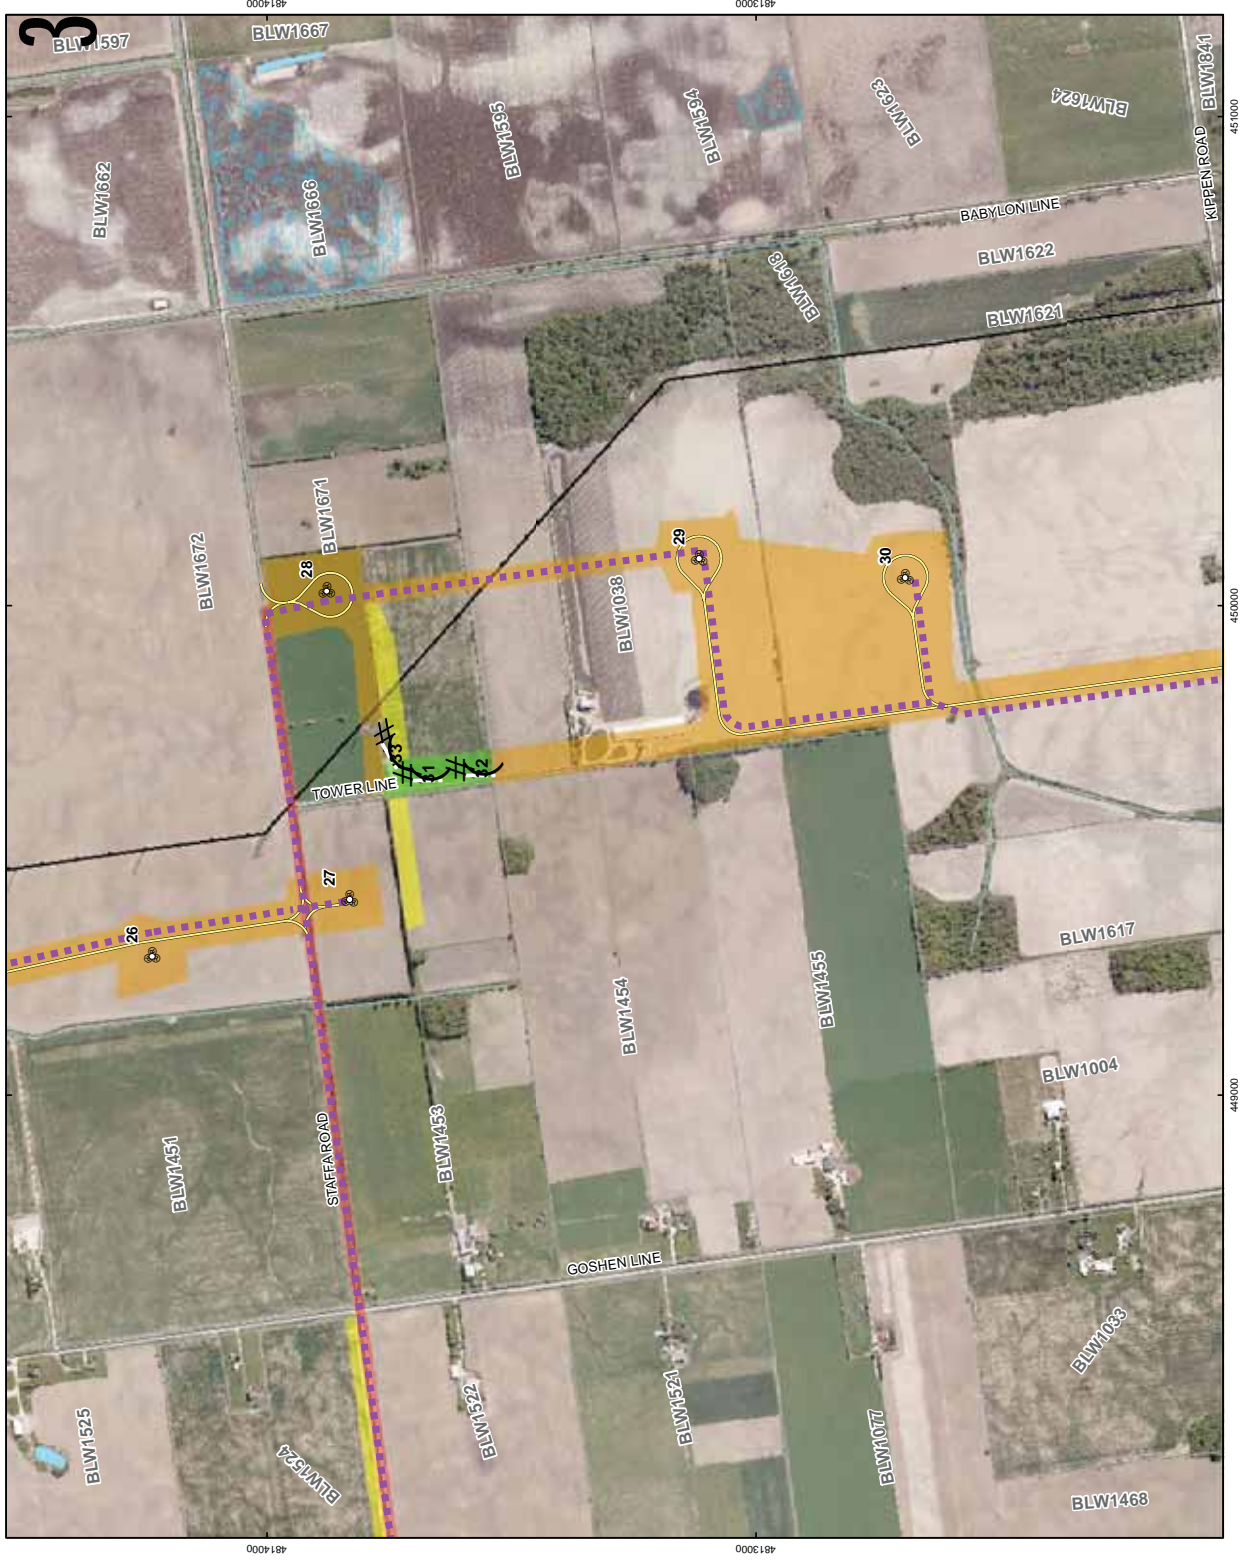 3
BLW1597
BLW1667
BLW1662
BLW1666
BLW1595
BLW1594
BLW1623
BLW1624
BLW1841
KIPPEN ROAD
BABYLON LINE
BLW1622
BLW1621
BLW1618
BLW1672
BLW1671
28
29
30
BLW1038
33
31
32
TOWER LINE
27
26
BLW1454
BLW1455
BLW1617
BLW1004
BLW1451
STAFFA ROAD
BLW1453
GOSHEN LINE
BLW1525
BLW1524
BLW1522
BLW1521
BLW1077
BLW1033
BLW1468
4814000
4813000
4814000
4813000
451000
450000
449000